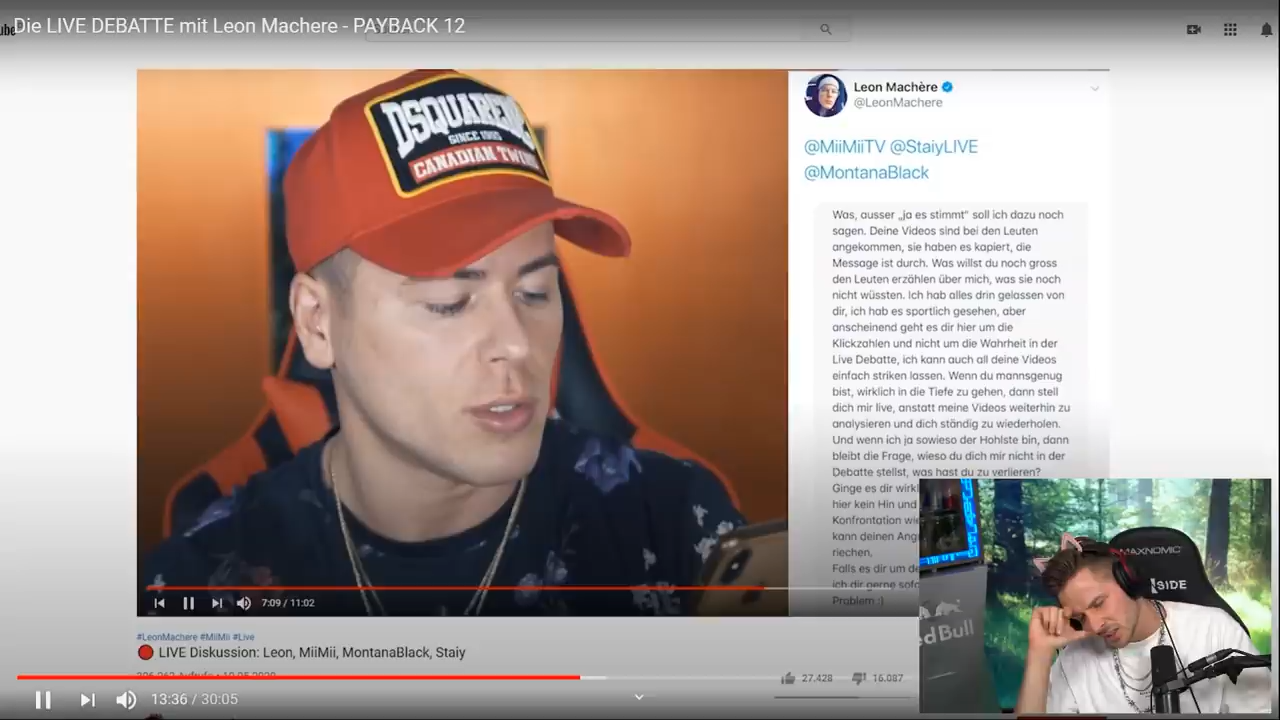 ube
Die LIVE DEBATTE mit Leon Machere - PAYBACK 12
DSQUARED2
SINCE 1995
CANADIAN TWINS
Leon Machère
@LeonMachere
@MiiMiiTV @StaiyLIVE
@MontanaBlack
Was, ausser „ja es stimmt“ soll ich dazu noch
sagen. Deine Videos sind bei den Leuten
angekommen, sie haben es kapiert, die
Message ist durch. Was willst du noch gross
den Leuten erzählen über mich, was sie noch
nicht wüssten. Ich hab alles drin gelassen von
dir, ich hab es sportlich gesehen, aber
anscheinend geht es dir hier um die
Klickzahlen und nicht um die Wahrheit in der
Live Debatte, ich kann auch all deine Videos
einfach striken lassen. Wenn du mannsgenug
bist, wirklich in die Tiefe zu gehen, dann stell
dich mir live, anstatt meine Videos weiterhin zu
analysieren und dich ständig zu wiederholen.
Und wenn ich ja sowieso der Hohlste bin, dann
bleibt die Frage, wieso du dich mir nicht in der
Debatte stellst, was hast du zu verlieren?
Ginge es dir wirkl
hier kein Hin und
Konfrontation wie
kann deinen Ang
riechen,
Falls es dir um de
ich dir gerne sofo
Problem :)
7:09 / 11:02
#LeonMachere #MiiMii #Live
LIVE Diskussion: Leon, MiiMii, MontanaBlack, Staiy
27.428
16.087
13:36 / 30:05
MAXNOMIC
SIDE
edBull